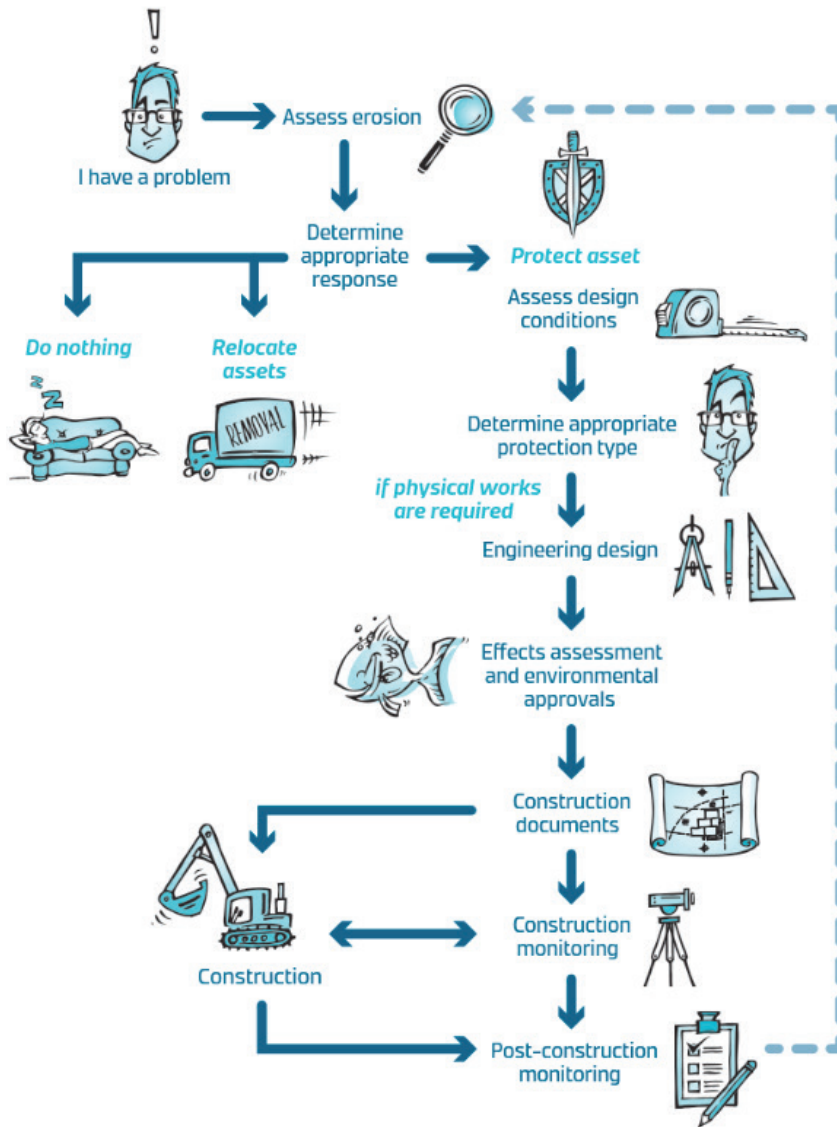 !
I have a problem
Assess erosion
Determine
appropriate
response
Do nothing
Relocate
assets
z
z
Z
REMOVAL
Protect asset
Assess design
conditions
Determine appropriate
protection type
if physical works
are required
Engineering design
Effects assessment
and environmental
approvals
Construction
documents
Construction
monitoring
Construction
Post-construction
monitoring